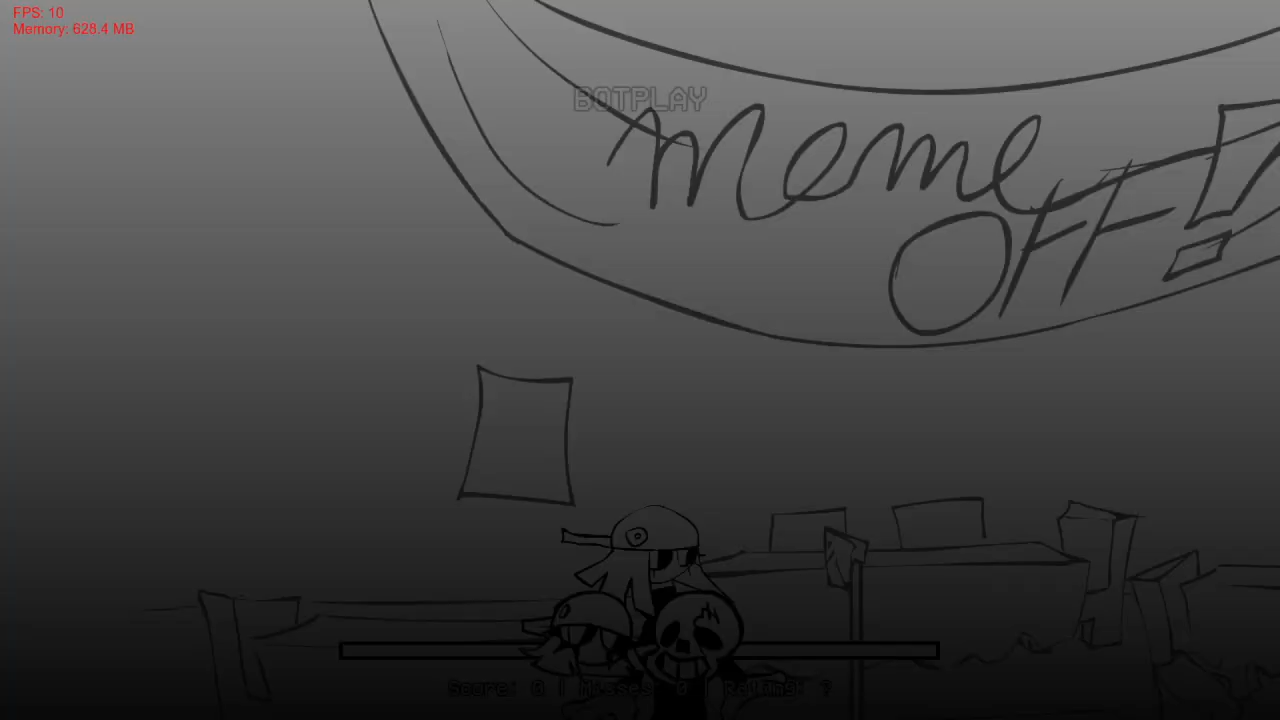 FPS: 10
Memory: 628.4 MB
BOTPLAY
Meme
OFF!
Score: 0 | Misses: 0 | Rating: ?